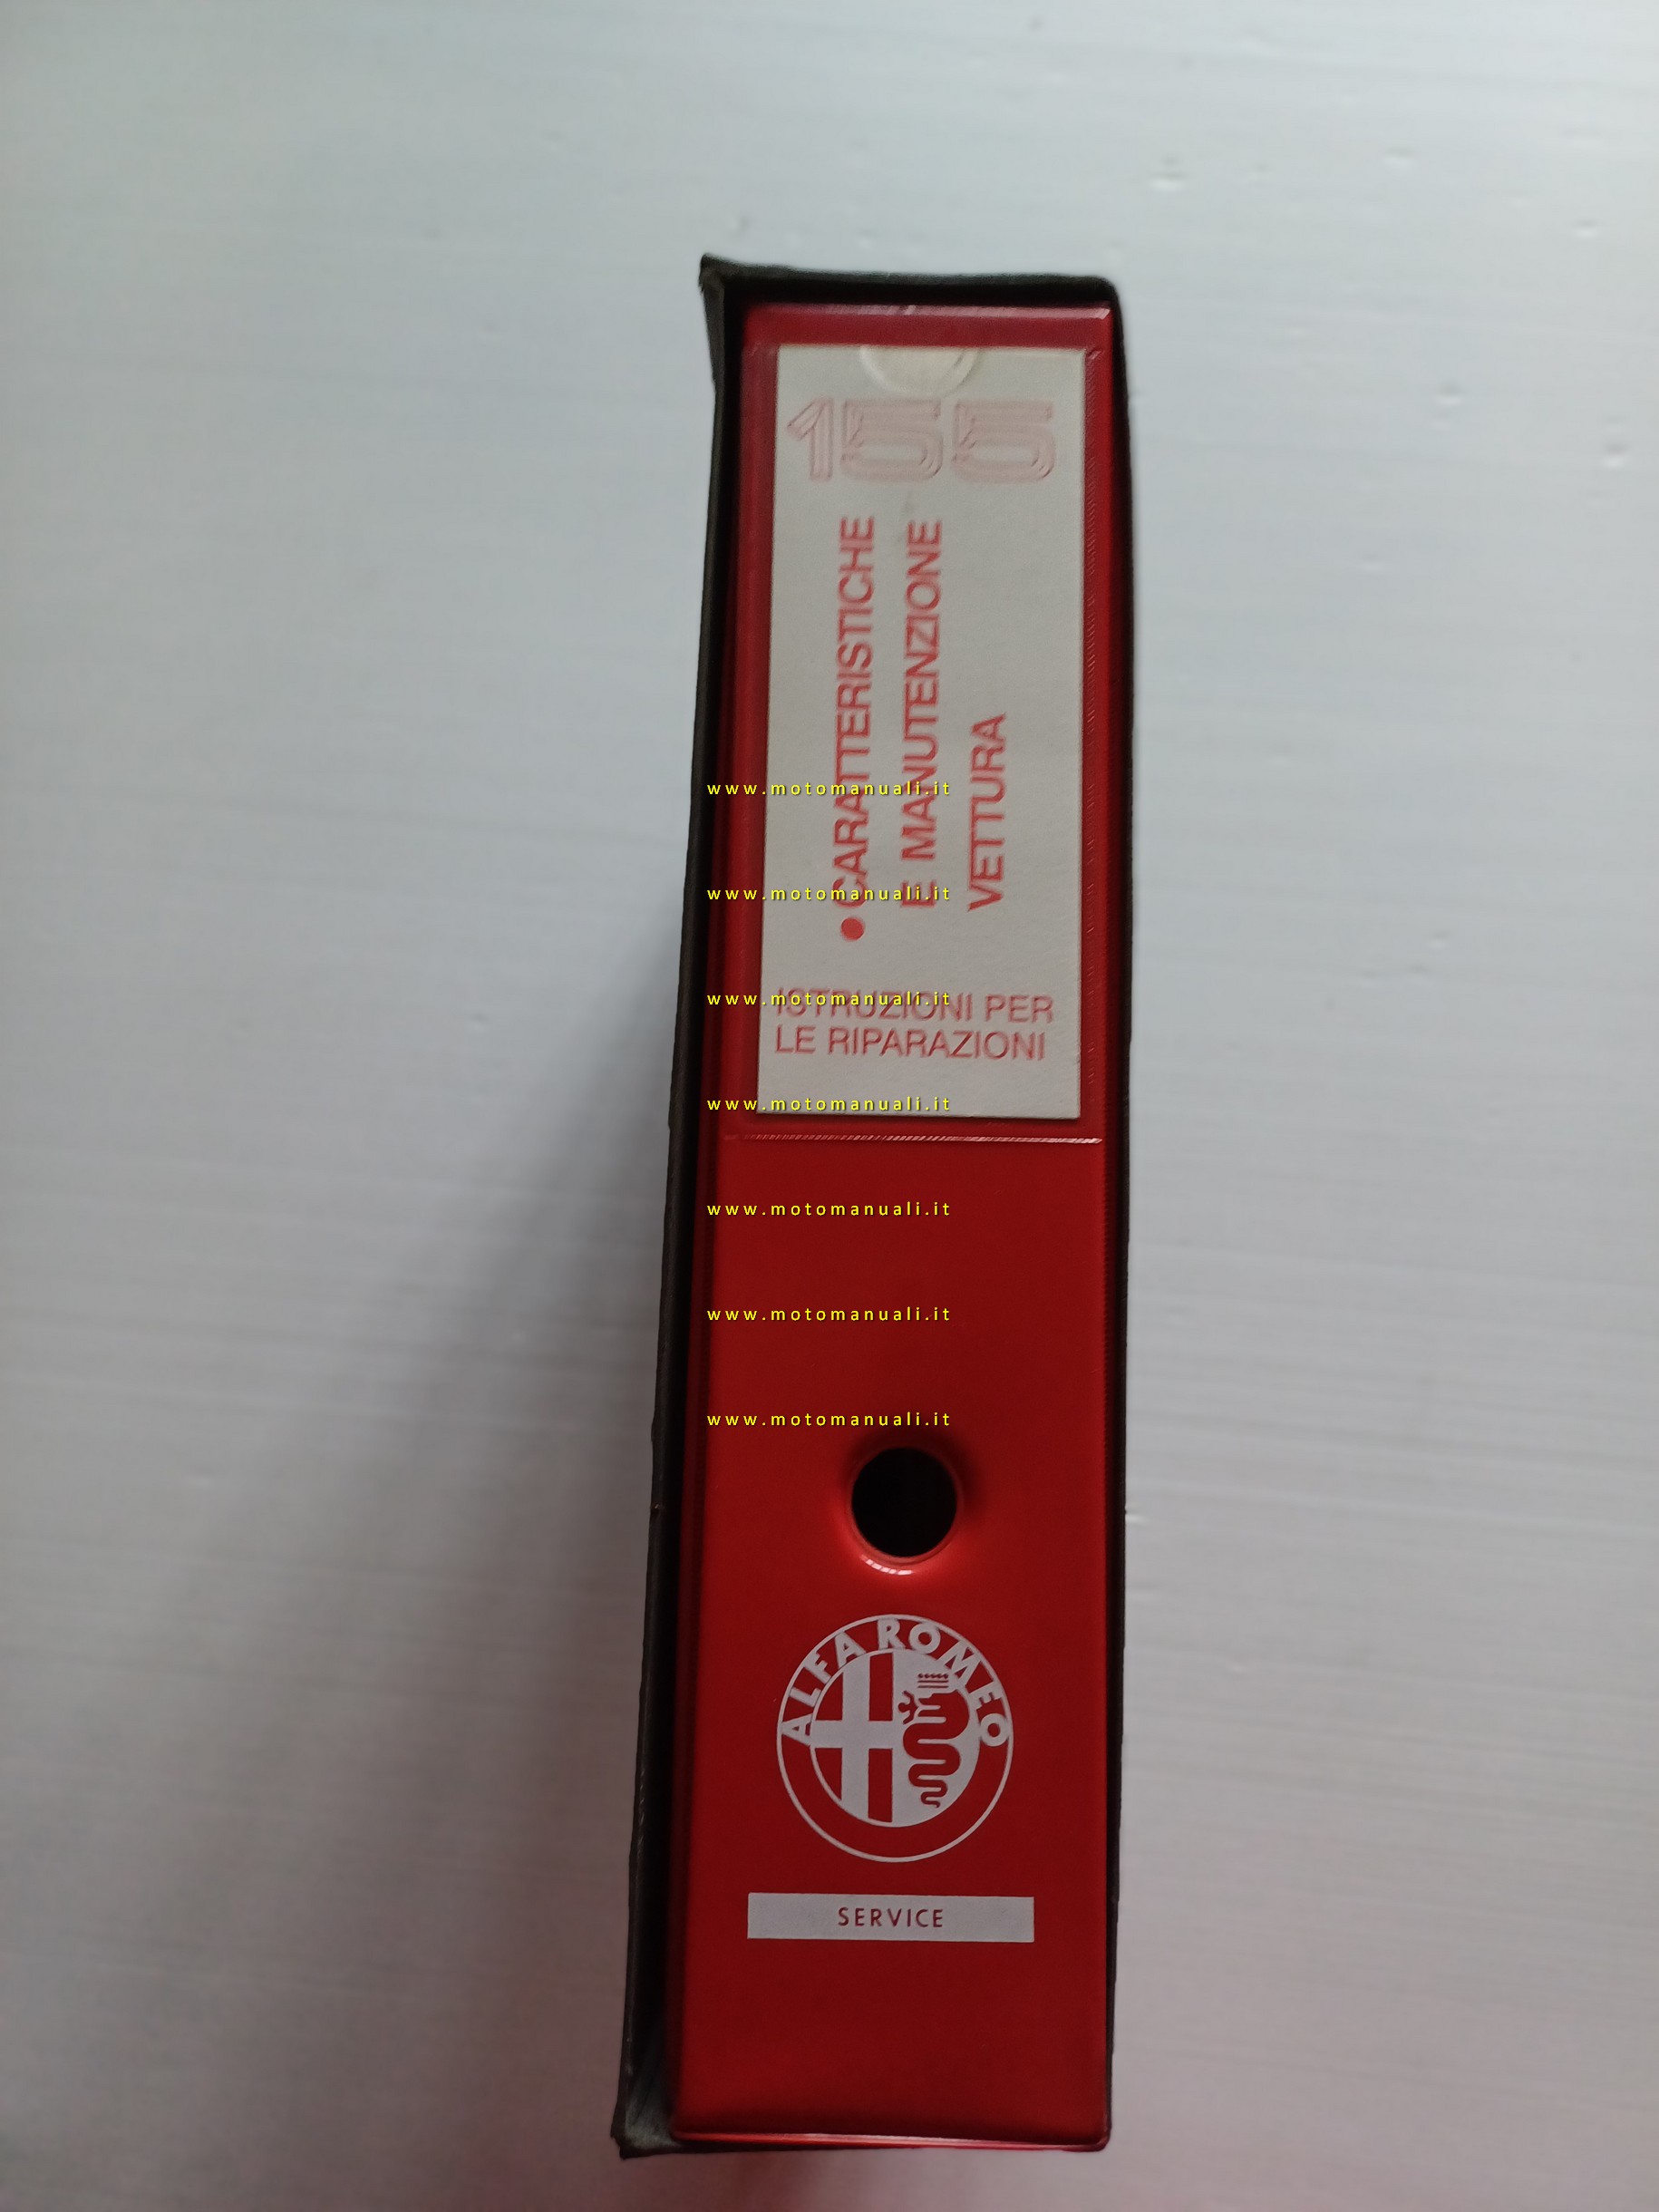 155
• CARATTERISTICHE
E MANUTENZIONE
VETTURA
ISTRUZIONI PER
LE RIPARAZIONI
www.motomanuali.it
www.motomanuali.it
www.motomanuali.it
www.motomanuali.it
www.motomanuali.it
www.motomanuali.it
www.motomanuali.it
ALFA ROMEO
SERVICE